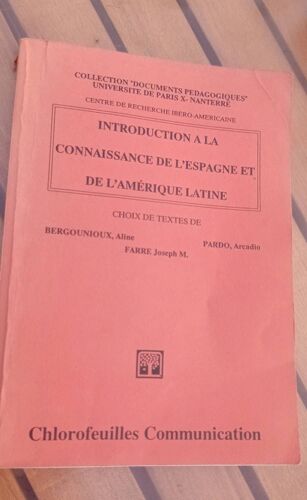 COLLECTION "DOCUMENTS PEDAGOGIQUES"
UNIVERSITE DE PARIS X- NANTERRE
CENTRE DE RECHERCHE IBERO-AMERICAINE
INTRODUCTION A LA
CONNAISSANCE DE L'ESPAGNE ET
DE L'AMÉRIQUE LATINE
CHOIX DE TEXTES DE
BERGOUNIOUX, Aline PARDO, Arcadio
FARRE Joseph M.
Chlorofeuilles Communication